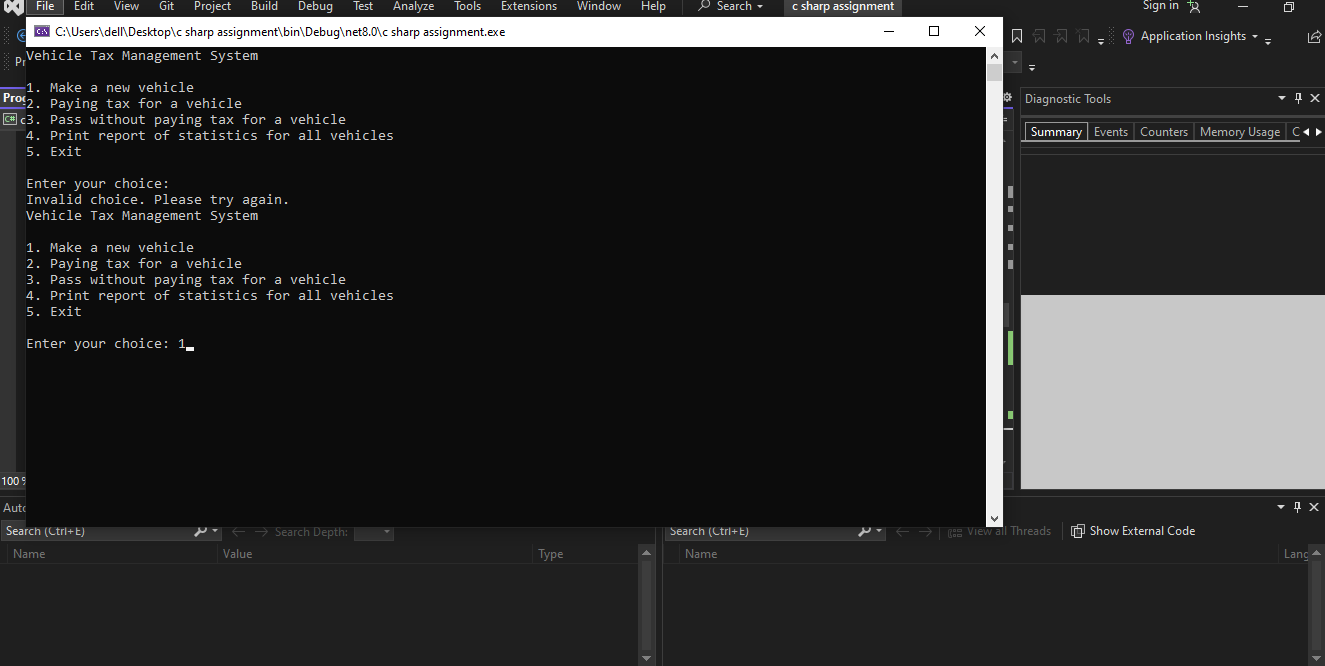 File Edit View Git Project Build Debug Test Analyze Tools Extensions Window Help Search c sharp assignment Sign in
C:\Users\dell\Desktop\c sharp assignment\bin\Debug\net8.0\c sharp assignment.exe
Application Insights
Vehicle Tax Management System
1. Make a new vehicle
2. Paying tax for a vehicle
3. Pass without paying tax for a vehicle
4. Print report of statistics for all vehicles
5. Exit
Enter your choice:
Invalid choice. Please try again.
Vehicle Tax Management System
1. Make a new vehicle
2. Paying tax for a vehicle
3. Pass without paying tax for a vehicle
4. Print report of statistics for all vehicles
5. Exit
Enter your choice: 1
Diagnostic Tools
Summary Events Counters Memory Usage C
100 %
Search (Ctrl+E) Search Depth:
Name Value Type
Search (Ctrl+E) View all Threads Show External Code
Name Lang